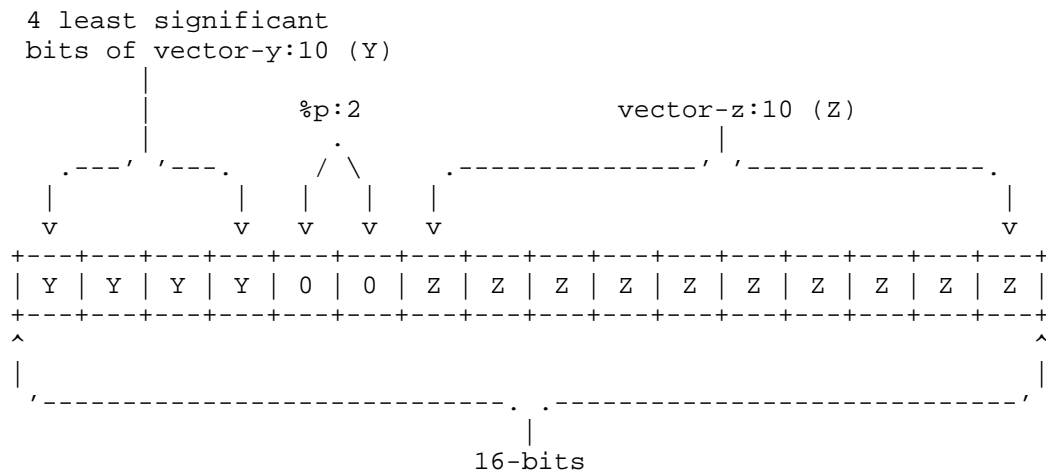 4 least significant
bits of vector-y:10 (Y)
%p:2 vector-z:10 (Z)
| Y | Y | Y | Y | 0 | 0 | Z | Z | Z | Z | Z | Z | Z | Z | Z | Z |
16-bits